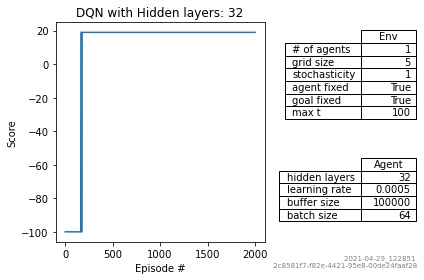 DQN with Hidden layers: 32
Score
20
0
−20
−40
−60
−80
−100
0 500 1000 1500 2000
Episode #
Env
# of agents 1
grid size 5
stochasticity 1
agent fixed True
goal fixed True
max t 100
Agent
hidden layers 32
learning rate 0.0005
buffer size 100000
batch size 64
2021-04-29_122851
2c8581f7-f82e-4421-95e8-00de24faaf28